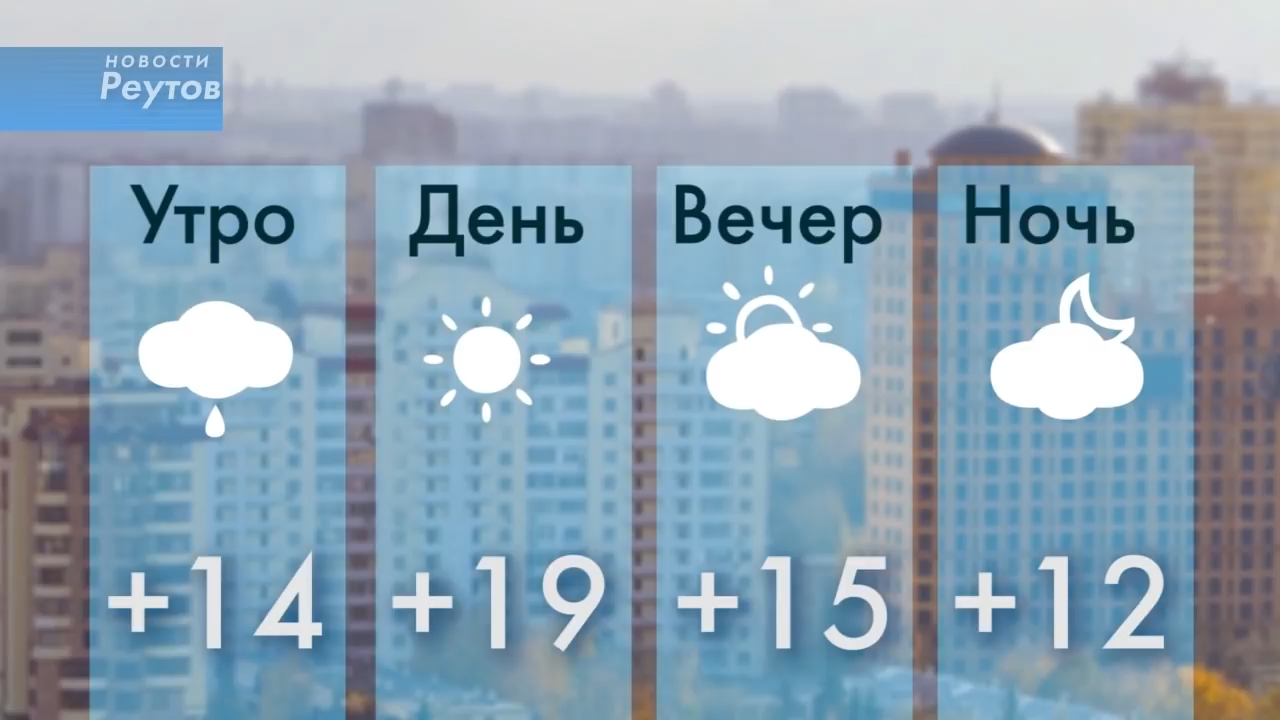 НОВОСТИ
Реутов
Утро
День
Вечер
Ночь
+14
+19
+15
+12